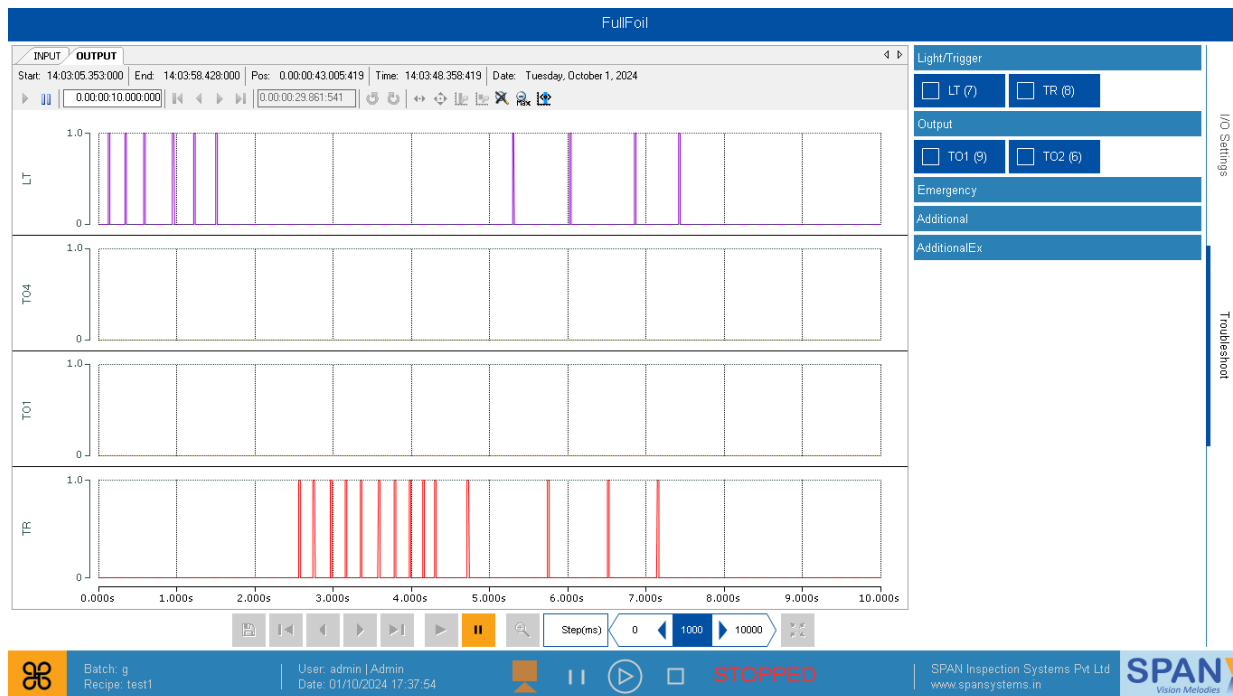 FullFoil
INPUT OUTPUT
Start: 14:03:05.353:000 End: 14:03:58.428:000 Pos: 0.00:00:43.005:419 Time: 14:03:48.358:419 Date: Tuesday, October 1, 2024
0.00:00:10.000:000 0.00:00:29.861:541 Max
LT
1.0
0
TO4
1.0
0
TO1
1.0
0
TR
1.0
0
0.000s 1.000s 2.000s 3.000s 4.000s 5.000s 6.000s 7.000s 8.000s 9.000s 10.000s
Step(ms) 0 1000 10000
Light/Trigger
LT (7) TR (8)
Output
TO1 (9) TO2 (6)
Emergency
Additional
AdditionalEx
I/O Settings
Troubleshoot
Batch: g
Recipe: test1
User: admin | Admin
Date: 01/10/2024 17:37:54
STOPPED
SPAN Inspection Systems Pvt Ltd
www.spansystems.in
SPAN
Vision Melodies